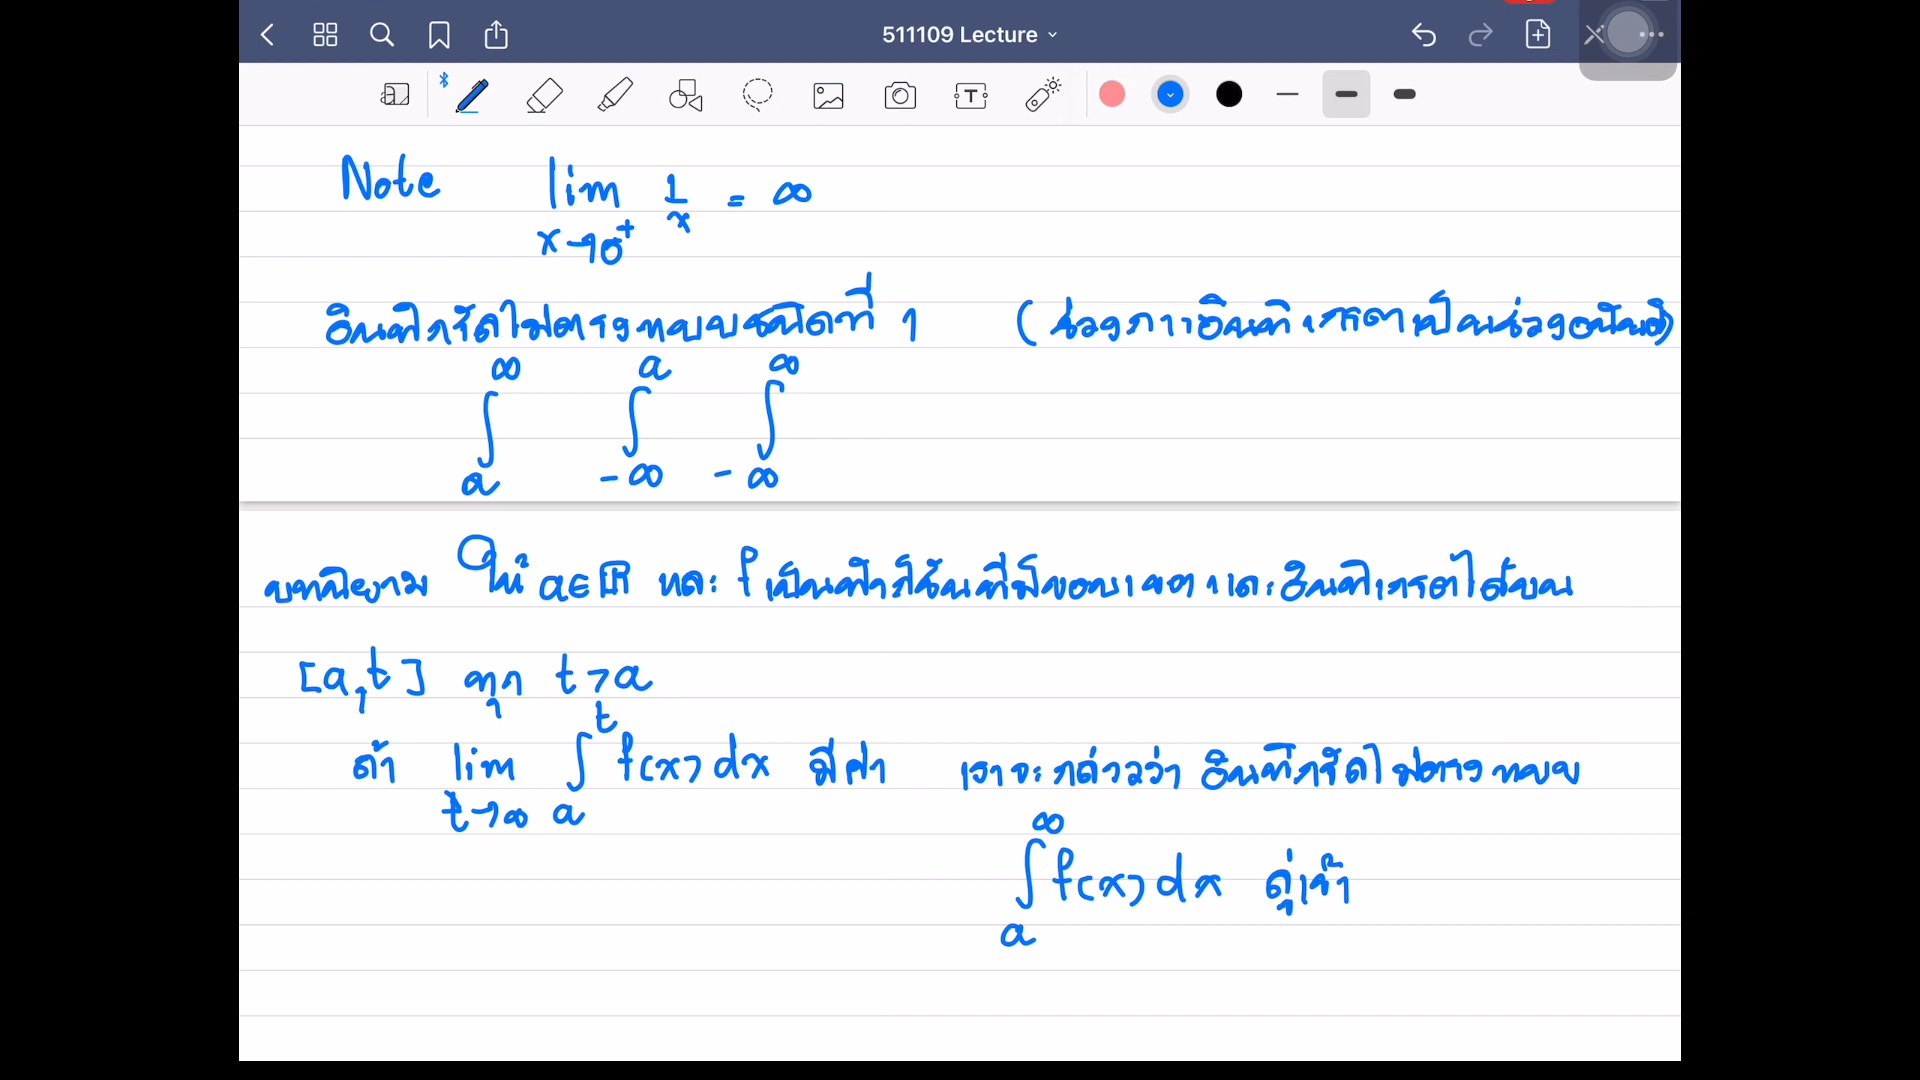 511109 Lecture
Note lim 1/x = ∞
x→0⁺
อินทิกรัลไม่ตรงแบบชนิดที่ 1 (ช่วงการอินทิเกรตเป็นช่วงอนันต์)
∞ a ∞
∫ ∫ ∫
a -∞ -∞
บทนิยาม ให้ a∈ℝ และ f เป็นฟังก์ชันที่มีขอบเขตและอินทิเกรตได้บน
[a,t] ทุก t>a
t
ถ้า lim ∫ f(x) dx มีค่า เราจะกล่าวว่า อินทิกรัลไม่ตรงแบบ
t→∞ a
∞
∫ f(x) dx ลู่เข้า
a